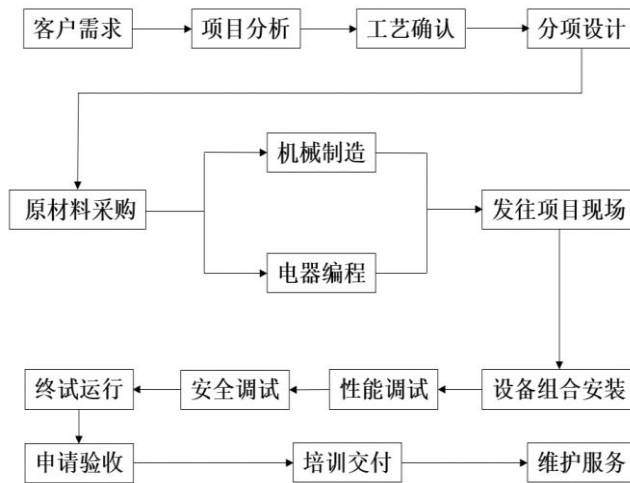 客户需求
项目分析
工艺确认
分项设计
机械制造
原材料采购
发往项目现场
电器编程
终试运行
安全调试
性能调试
设备组合安装
申请验收
培训交付
维护服务